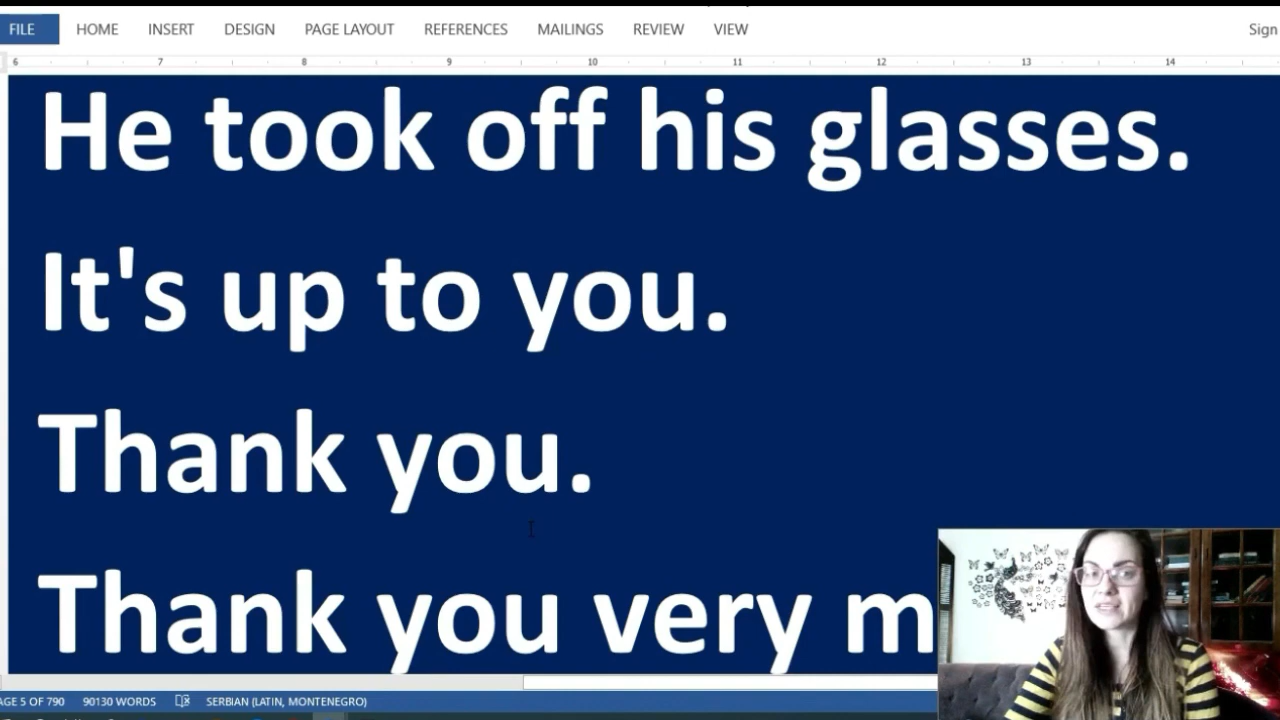 FILE HOME INSERT DESIGN PAGE LAYOUT REFERENCES MAILINGS REVIEW VIEW Sign
6 7 8 9 10 11 12 13 14
He took off his glasses.
It's up to you.
Thank you.
Thank you very m
AGE 5 OF 790 90130 WORDS SERBIAN (LATIN, MONTENEGRO)